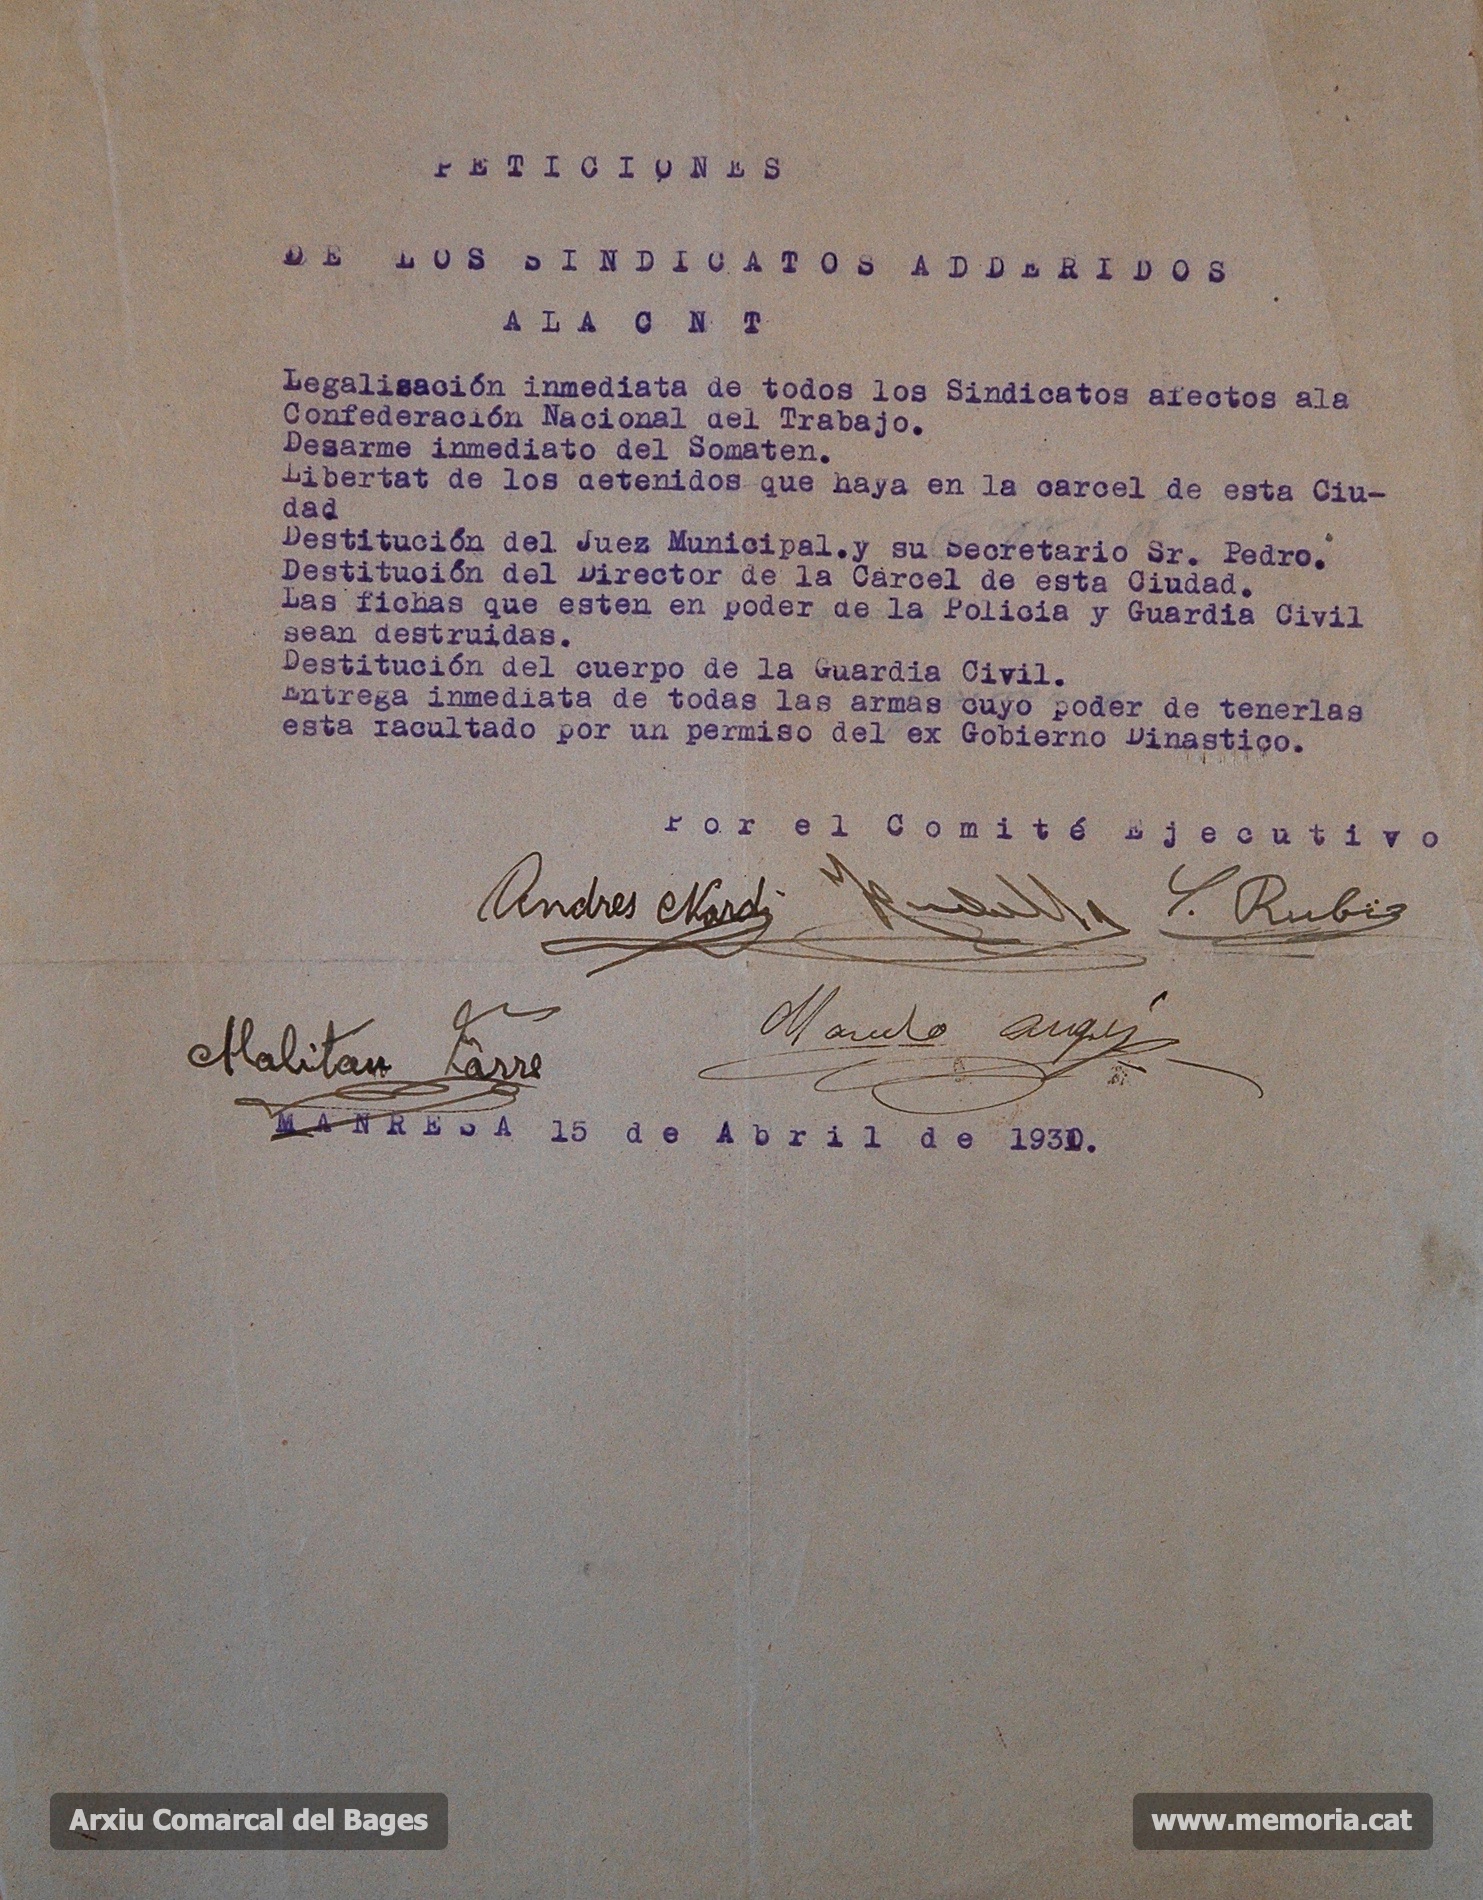 PETICIONES
DE LOS SINDICATOS ADDERIDOS
ALA CNT
Legalisación inmediata de todos los Sindicatos afectos ala
Confederación Nacional del Trabajo.
Desarme inmediato del Somaten.
Libertat de los detenidos que haya en la carcel de esta Ciu-
dad
Destitución del Juez Municipal.y su Secretario Sr. Pedro.
Destitución del Director de la Cárcel de esta Ciudad.
Las fichas que esten en poder de la Policia y Guardia Civil
sean destruidas.
Destitución del cuerpo de la Guardia Civil.
Entrega inmediata de todas las armas cuyo poder de tenerlas
esta facultado por un permiso del ex Gobierno Dinastico.
Por el Comité Ejecutivo
Andres S. Rubio
MANRESA 15 de Abril de 1931.
Arxiu Comarcal del Bages
www.memoria.cat